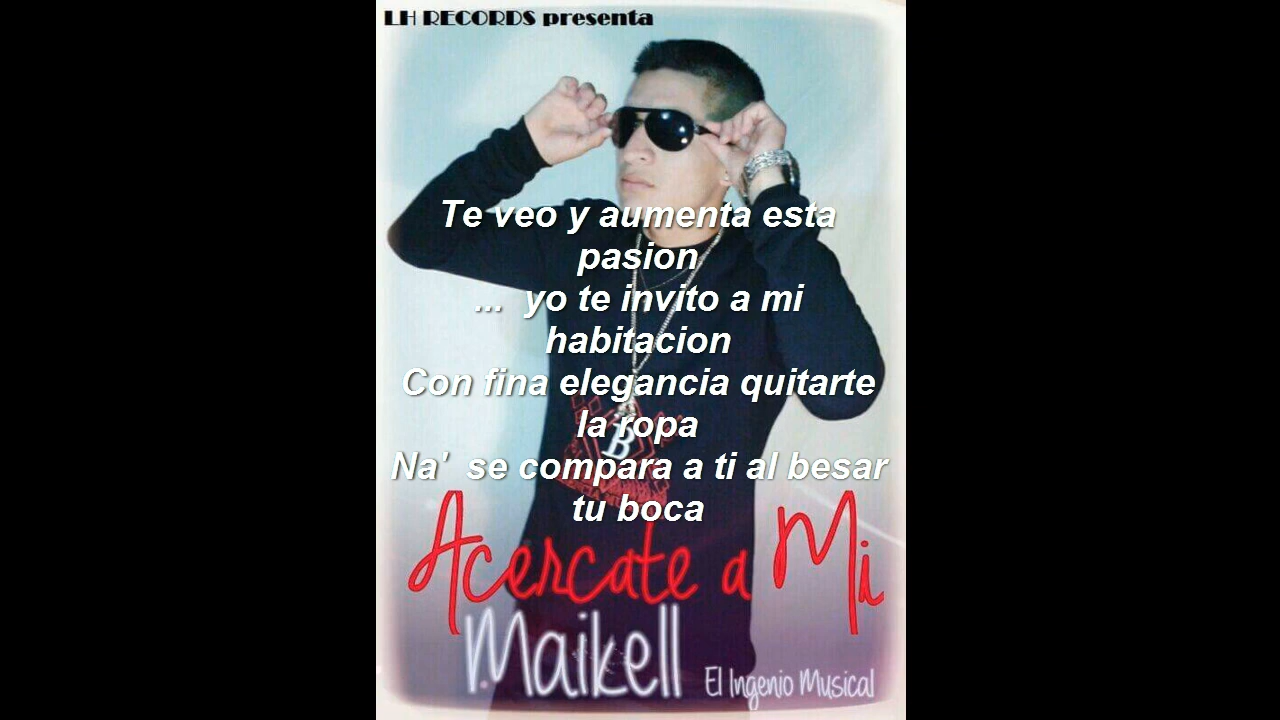 LH RECORDS presenta
Te veo y aumenta esta
pasion
... yo te invito a mi
habitacion
Con fina elegancia quitarte
la ropa
B
Na' se compara a ti al besar
tu boca
Acercate a Mi
Maikell El Ingenio Musical